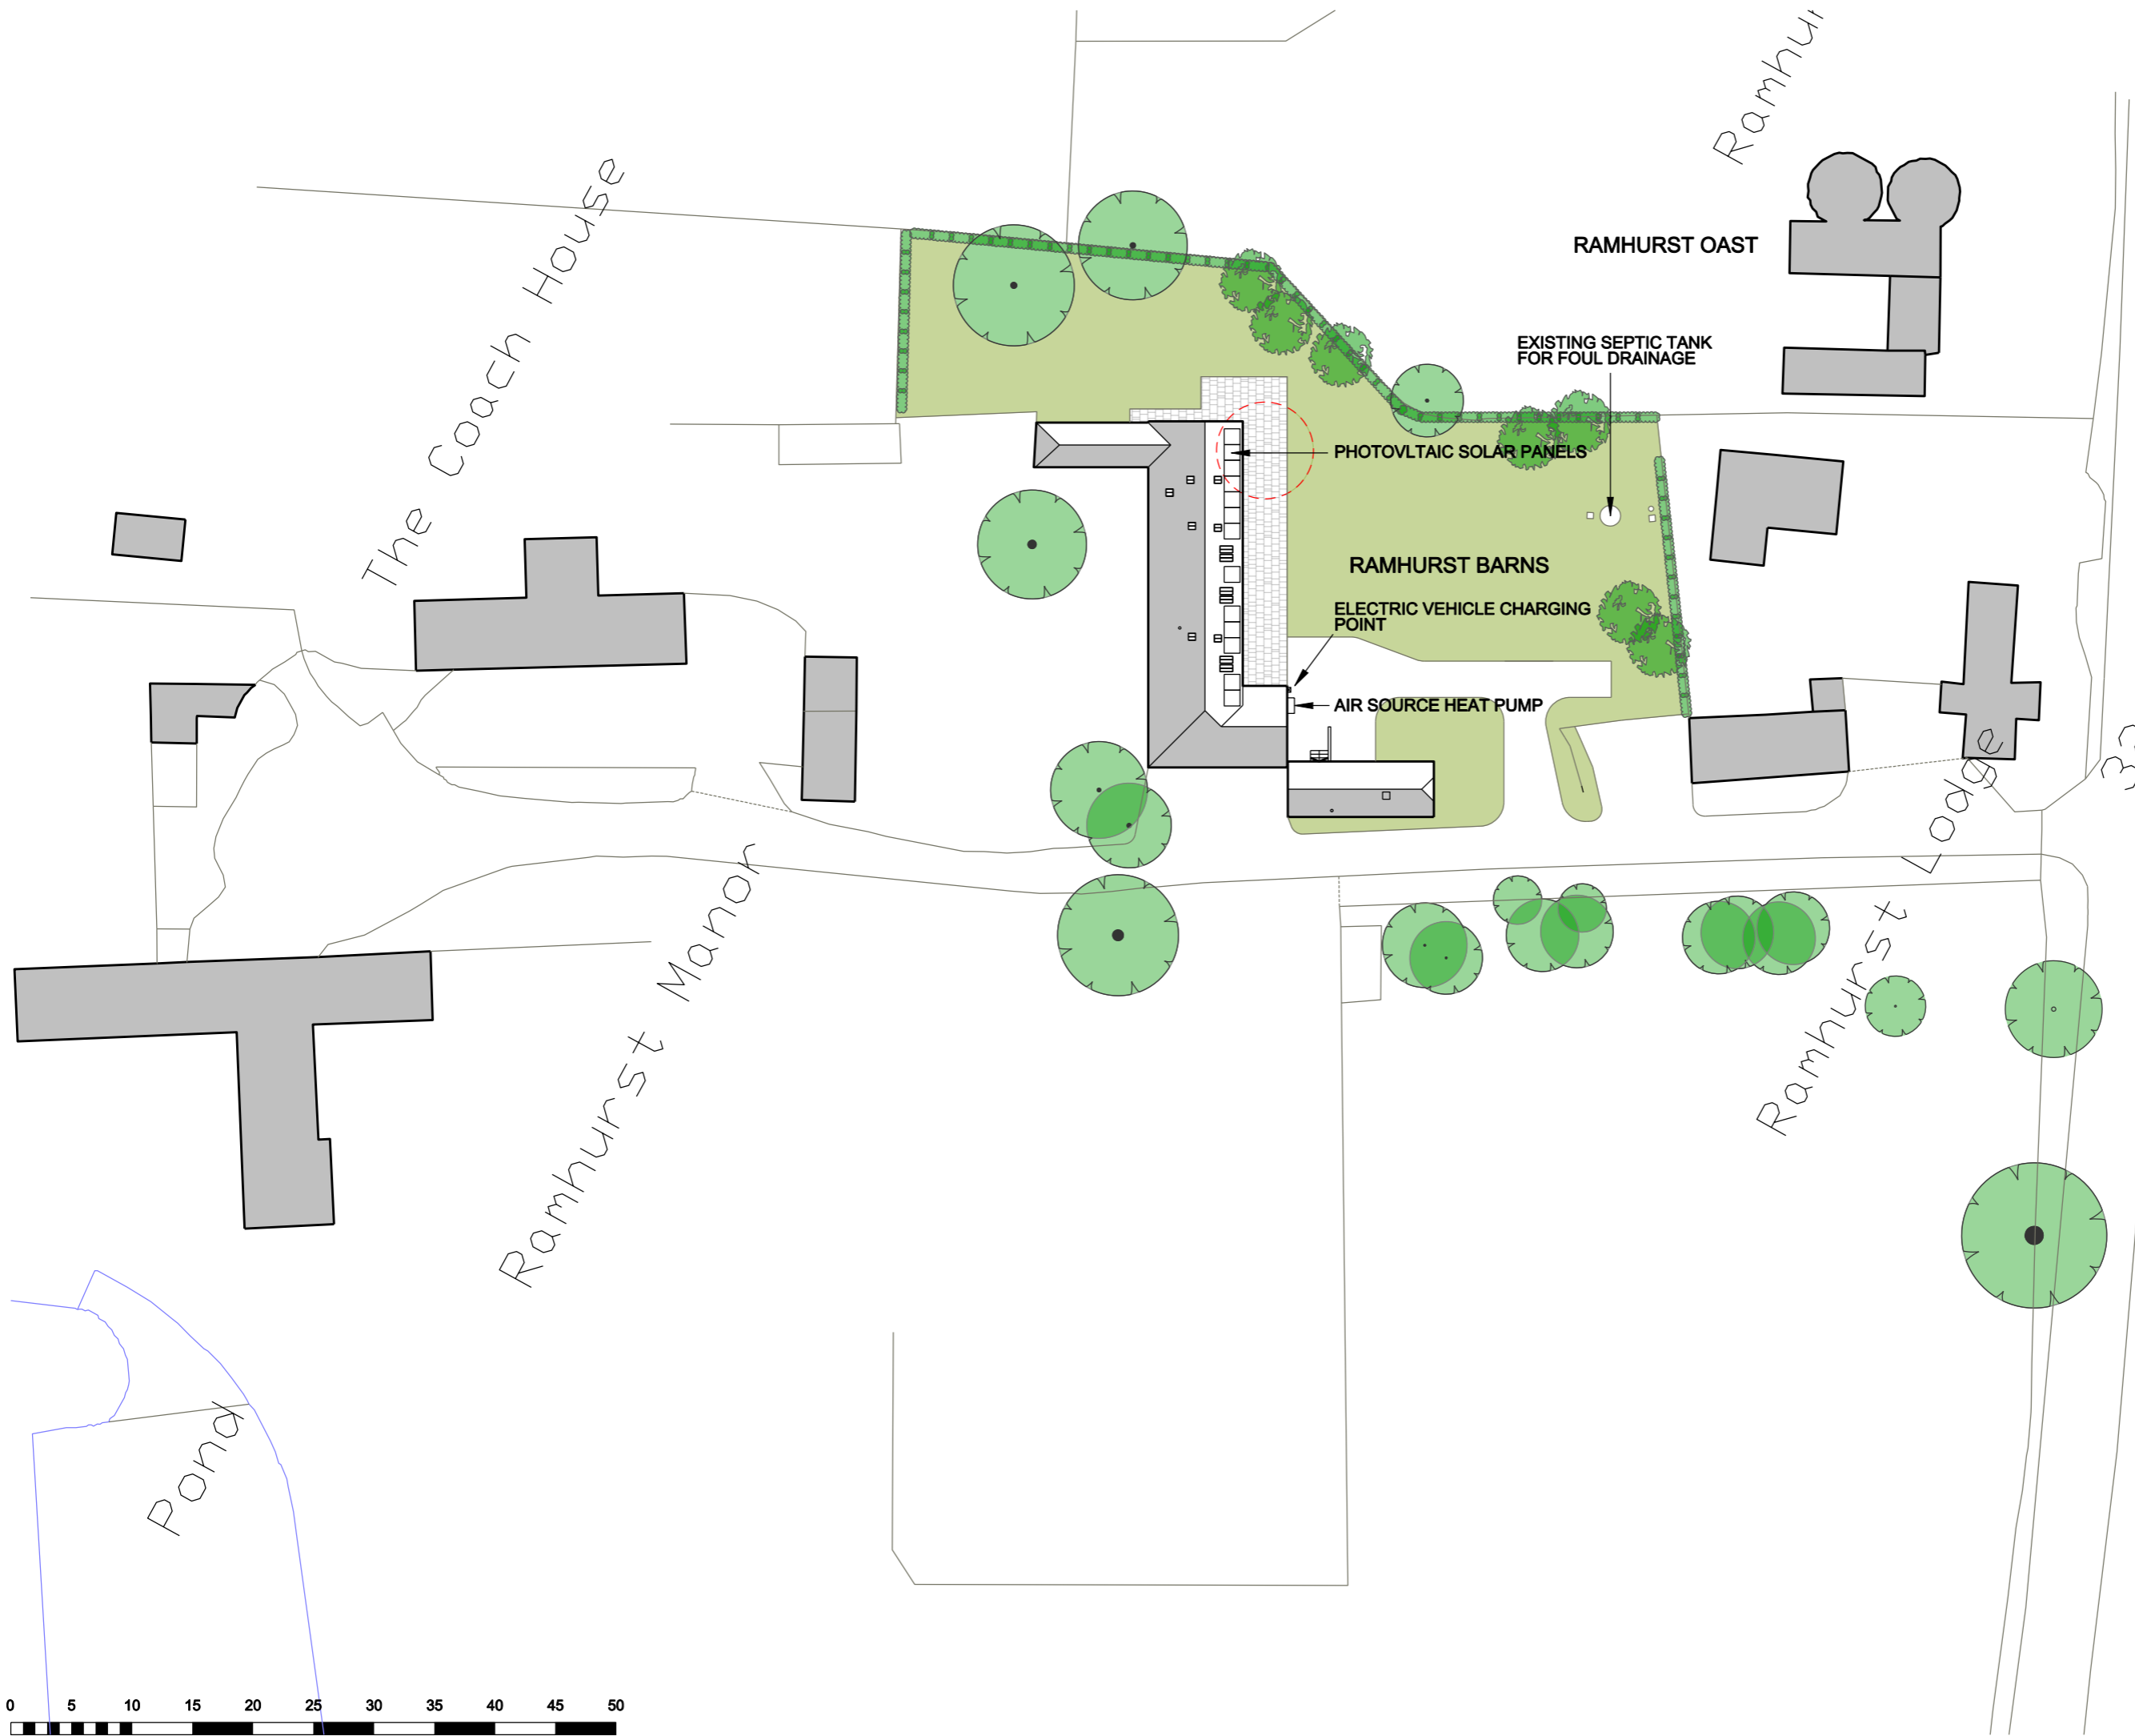 The Coach House
RAMHURST OAST
EXISTING SEPTIC TANK
FOR FOUL DRAINAGE
PHOTOVLTAIC SOLAR PANELS
RAMHURST BARNS
ELECTRIC VEHICLE CHARGING
POINT
AIR SOURCE HEAT PUMP
Ramhurst Manor
Ramhurst Lodge
Pond
0 5 10 15 20 25 30 35 40 45 50